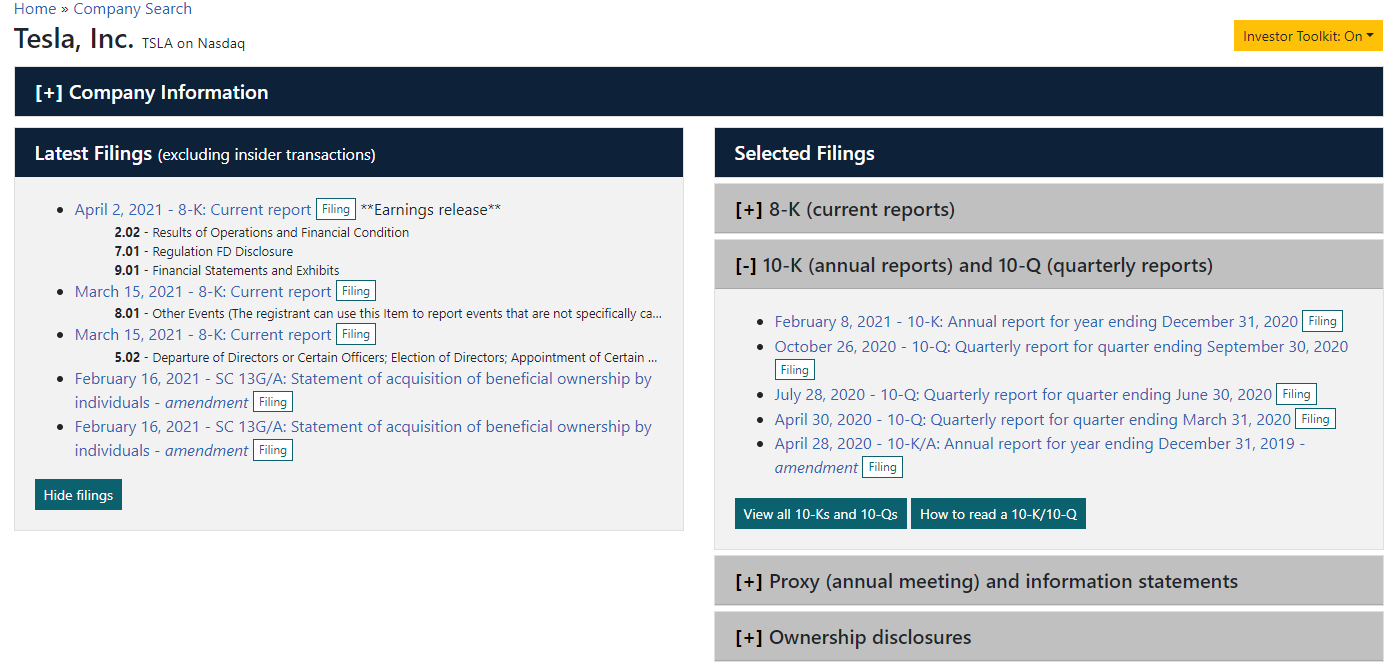 Home » Company Search
Tesla, Inc. TSLA on Nasdaq
Investor Toolkit: On
[+] Company Information
Latest Filings (excluding insider transactions)
April 2, 2021 - 8-K: Current report Filing **Earnings release**
2.02 - Results of Operations and Financial Condition
7.01 - Regulation FD Disclosure
9.01 - Financial Statements and Exhibits
March 15, 2021 - 8-K: Current report Filing
8.01 - Other Events (The registrant can use this Item to report events that are not specifically ca...
March 15, 2021 - 8-K: Current report Filing
5.02 - Departure of Directors or Certain Officers; Election of Directors; Appointment of Certain ...
February 16, 2021 - SC 13G/A: Statement of acquisition of beneficial ownership by
individuals - amendment Filing
February 16, 2021 - SC 13G/A: Statement of acquisition of beneficial ownership by
individuals - amendment Filing
Hide filings
Selected Filings
[+] 8-K (current reports)
[-] 10-K (annual reports) and 10-Q (quarterly reports)
February 8, 2021 - 10-K: Annual report for year ending December 31, 2020 Filing
October 26, 2020 - 10-Q: Quarterly report for quarter ending September 30, 2020
Filing
July 28, 2020 - 10-Q: Quarterly report for quarter ending June 30, 2020 Filing
April 30, 2020 - 10-Q: Quarterly report for quarter ending March 31, 2020 Filing
April 28, 2020 - 10-K/A: Annual report for year ending December 31, 2019 -
amendment Filing
View all 10-Ks and 10-Qs How to read a 10-K/10-Q
[+] Proxy (annual meeting) and information statements
[+] Ownership disclosures